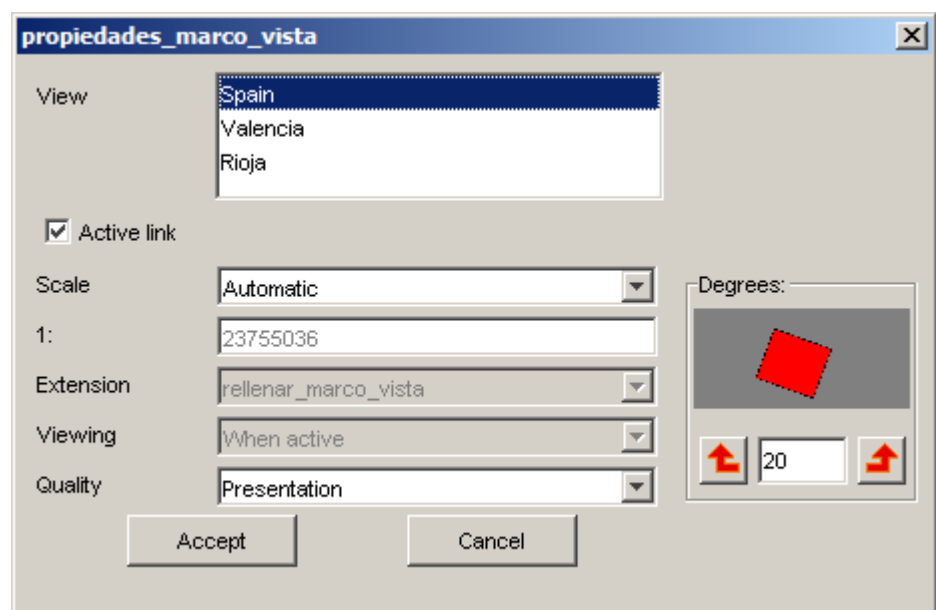 propiedades_marco_vista
View
Spain
Valencia
Rioja
Active link
Scale
Automatic
Degrees:
1:
23755036
Extension
rellenar_marco_vista
Viewing
When active
20
Quality
Presentation
Accept
Cancel